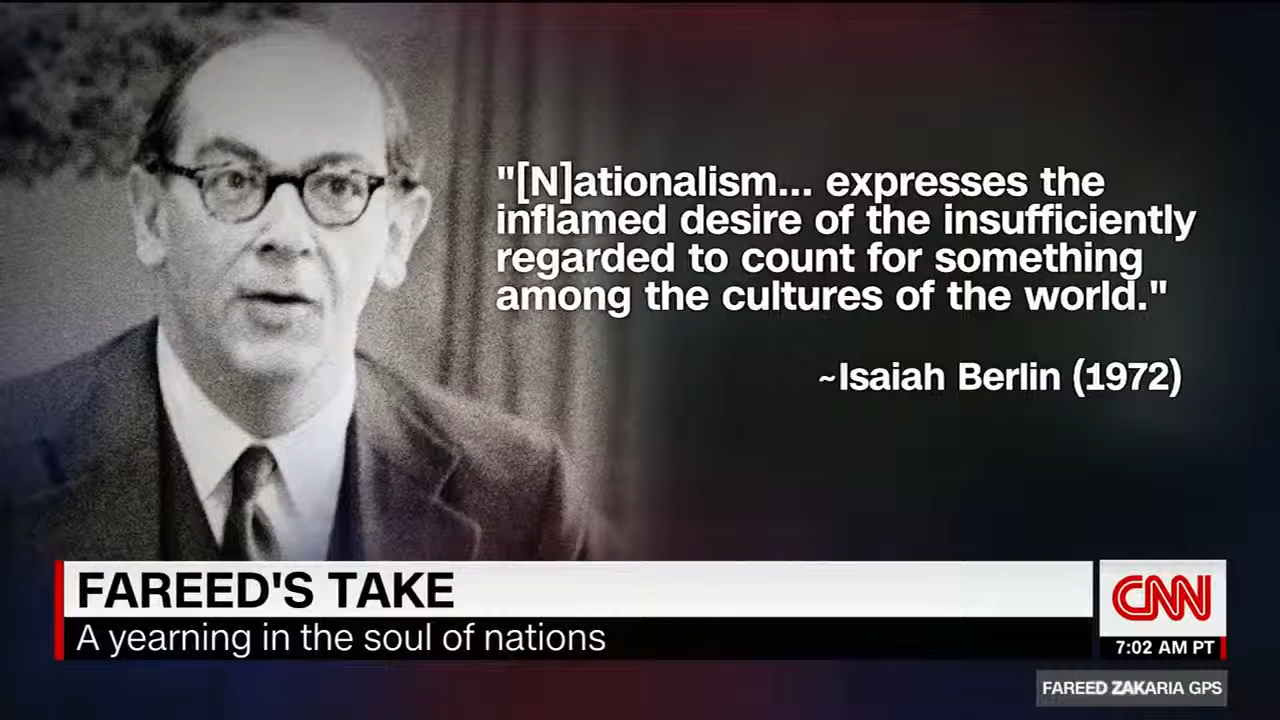 "[N]ationalism... expresses the
inflamed desire of the insufficiently
regarded to count for something
among the cultures of the world."
~Isaiah Berlin (1972)
FAREED'S TAKE
A yearning in the soul of nations
CNN
7:02 AM PT
FAREED ZAKARIA GPS